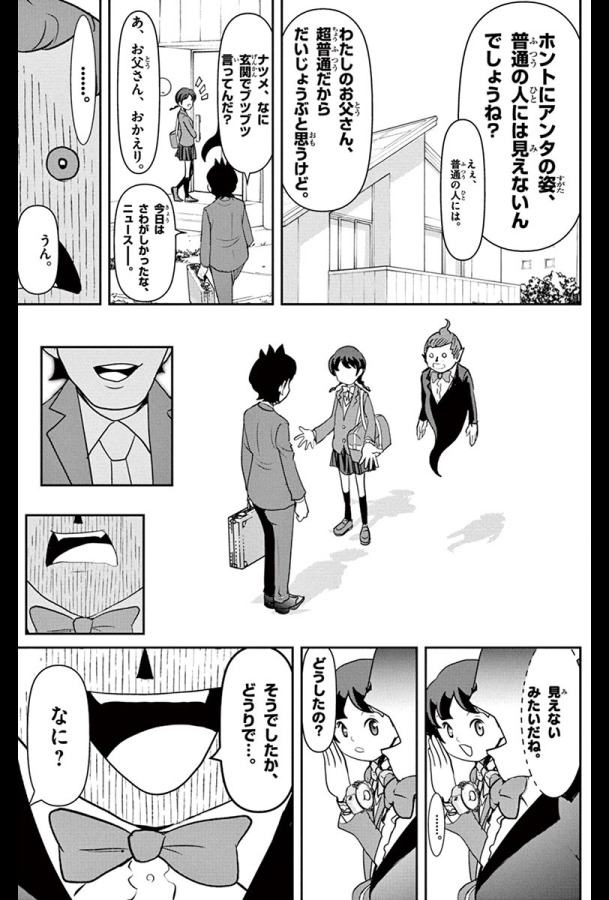 ホントにアンタの姿、
普通の人には見えないん
でしょうね?
ええ、
普通の人には。
わたしのお父さん、
超普通だから
だいじょうぶと思うけど。
ナツメ、なに
玄関でブツブツ
言ってんだ?
あ、お父さん、おかえり。
今日は
さわがしかったな、
ニュースー。
……。
うん。
見えない
みたいだね。
……。
どうしたの?
そうでしたか、
どうりで…。
なに?